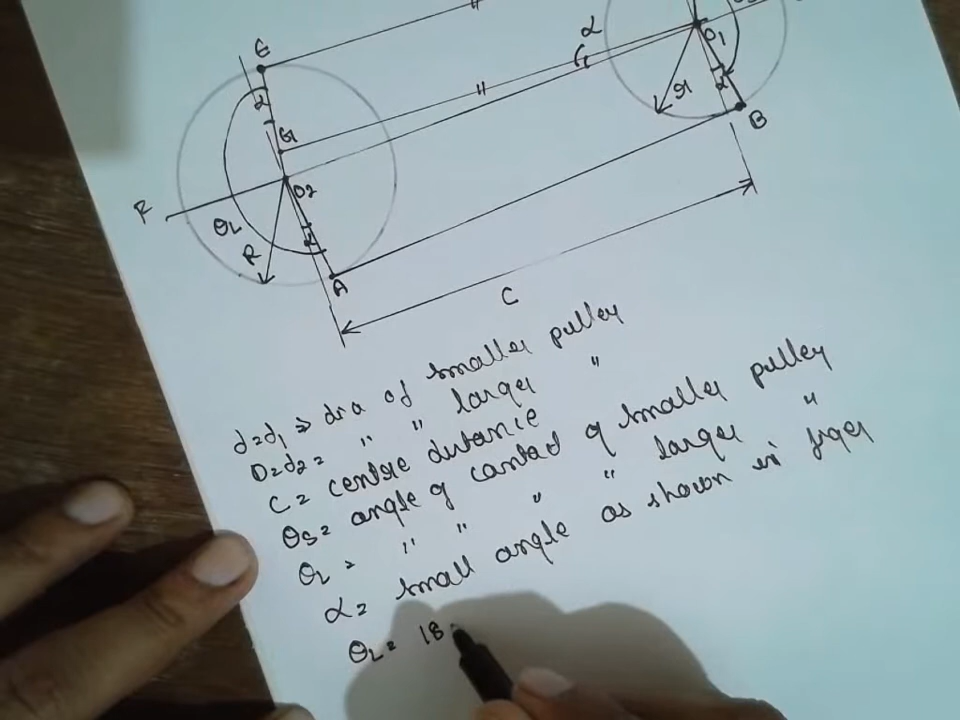 E
α
α
G
O1
r
α
B
O2
F
θL
R
α
A
C
d=d1 ⇒ dia of smaller pulley
D=d2= " " larger "
C= centre distance
θs= angle of contact of smaller pulley
θL = " " " " larger "
α= small angle as shown in figer
θL= 18